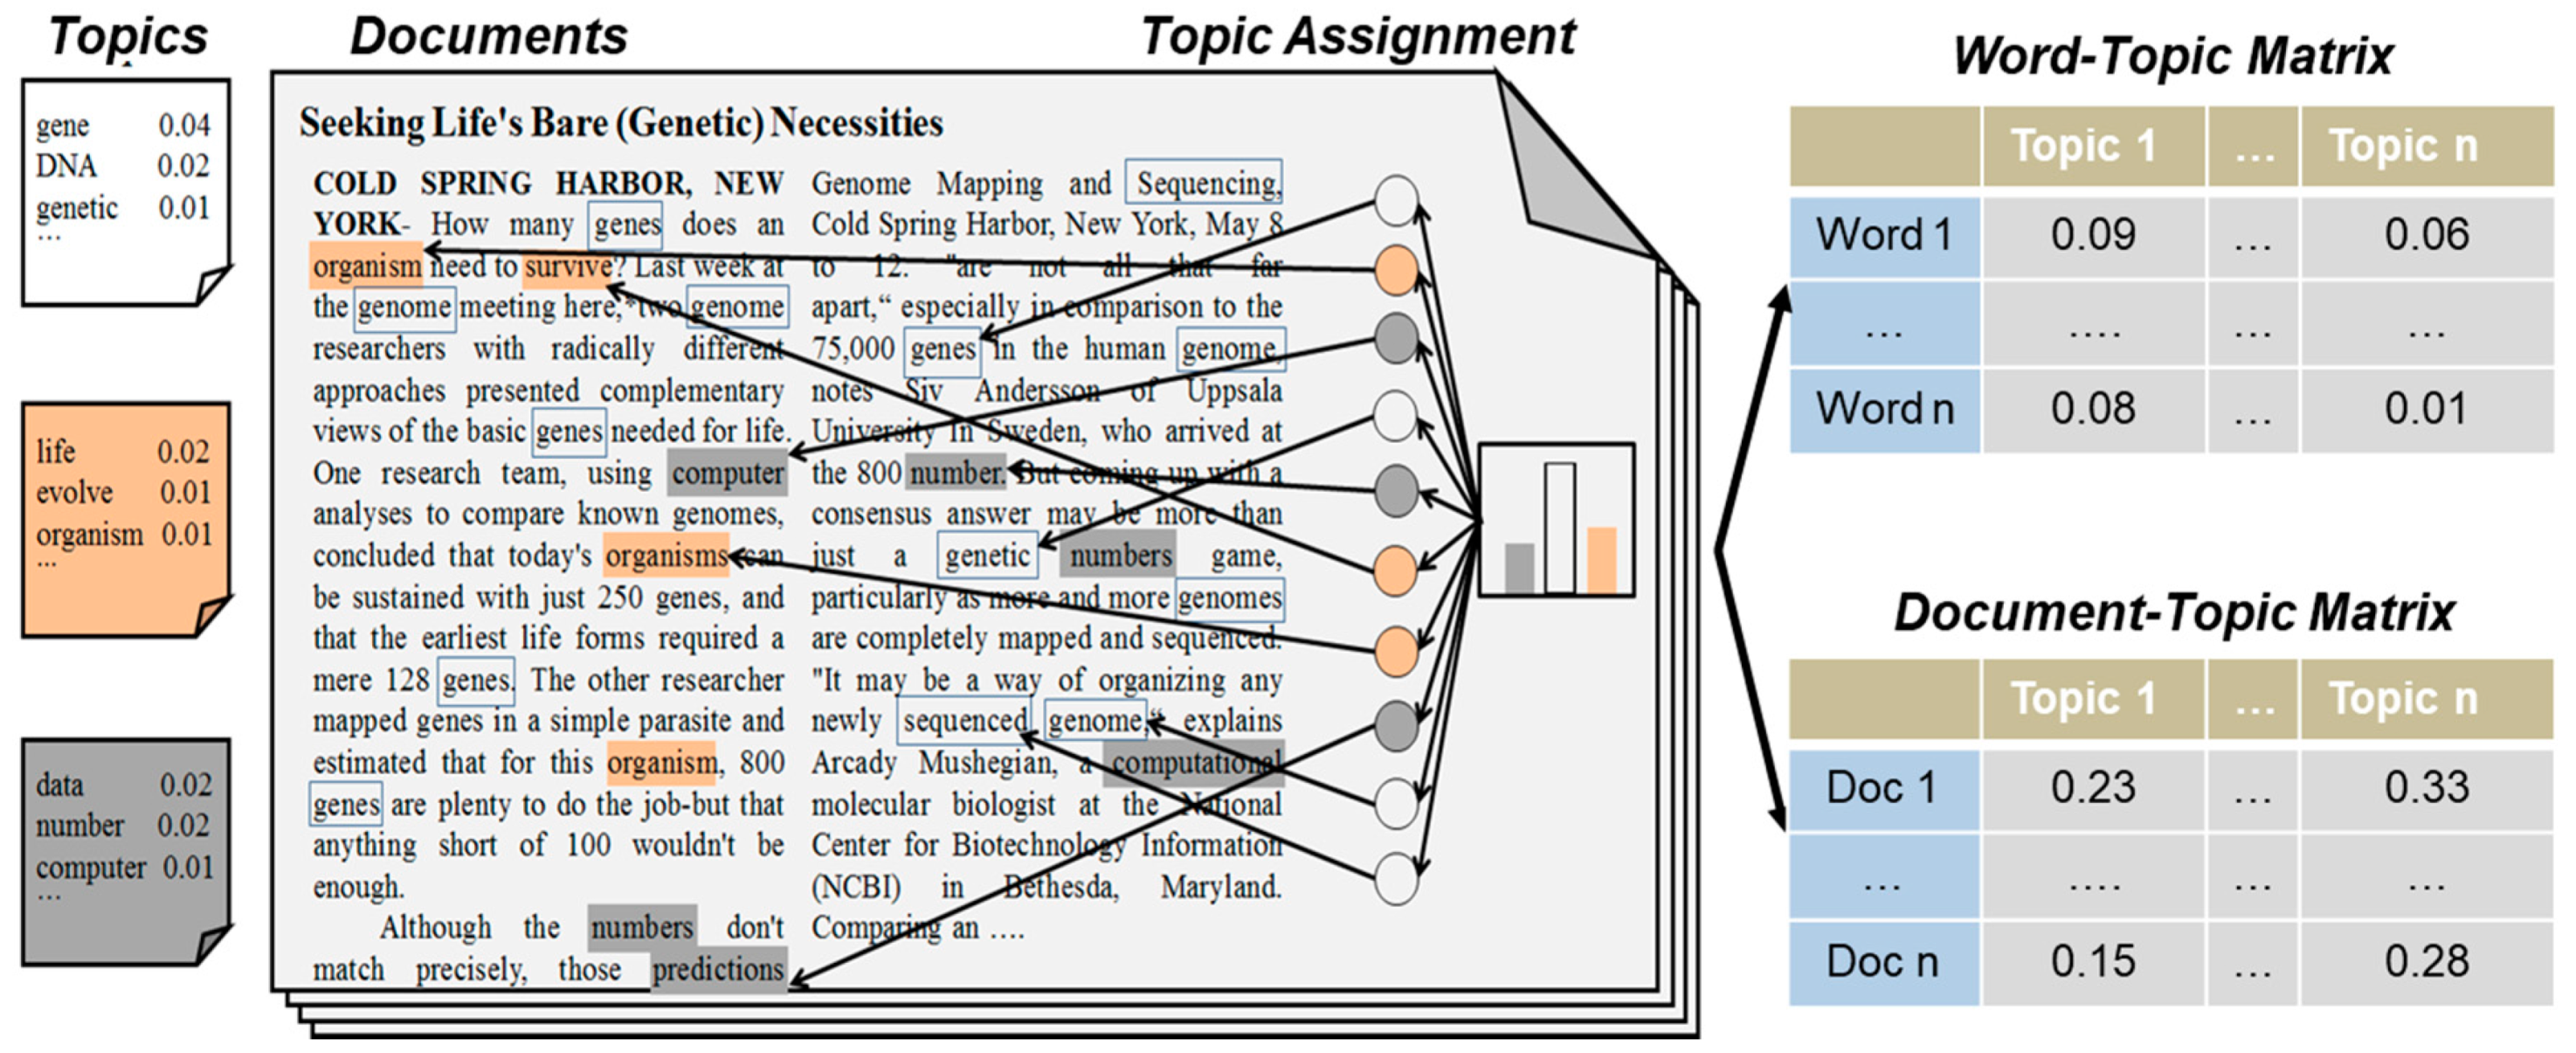 Topics
gene 0.04
DNA 0.02
genetic 0.01
...
life 0.02
evolve 0.01
organism 0.01
...
data 0.02
number 0.02
computer 0.01
...
Documents
Topic Assignment
Seeking Life's Bare (Genetic) Necessities
COLD SPRING HARBOR, NEW
YORK- How many genes does an
organism need to survive? Last week at
the genome meeting here,* two genome
researchers with radically different
approaches presented complementary
views of the basic genes needed for life.
One research team, using computer
analyses to compare known genomes,
concluded that today's organisms can
be sustained with just 250 genes, and
that the earliest life forms required a
mere 128 genes. The other researcher
mapped genes in a simple parasite and
estimated that for this organism, 800
genes are plenty to do the job-but that
anything short of 100 wouldn't be
enough.
Although the numbers don't
match precisely, those predictions
Genome Mapping and Sequencing,
Cold Spring Harbor, New York, May 8
to 12. "are not all that far
apart,“ especially in comparison to the
75,000 genes in the human genome,
notes Siv Andersson of Uppsala
University in Sweden, who arrived at
the 800 number. But coming up with a
consensus answer may be more than
just a genetic numbers game,
particularly as more and more genomes
are completely mapped and sequenced.
"It may be a way of organizing any
newly sequenced genome,“ explains
Arcady Mushegian, a computational
molecular biologist at the National
Center for Biotechnology Information
(NCBI) in Bethesda, Maryland.
Comparing an ....
Word-Topic Matrix
Topic 1 ... Topic n
Word 1 0.09 ... 0.06
... .... ... ...
Word n 0.08 ... 0.01
Document-Topic Matrix
Topic 1 ... Topic n
Doc 1 0.23 ... 0.33
... .... ... ...
Doc n 0.15 ... 0.28